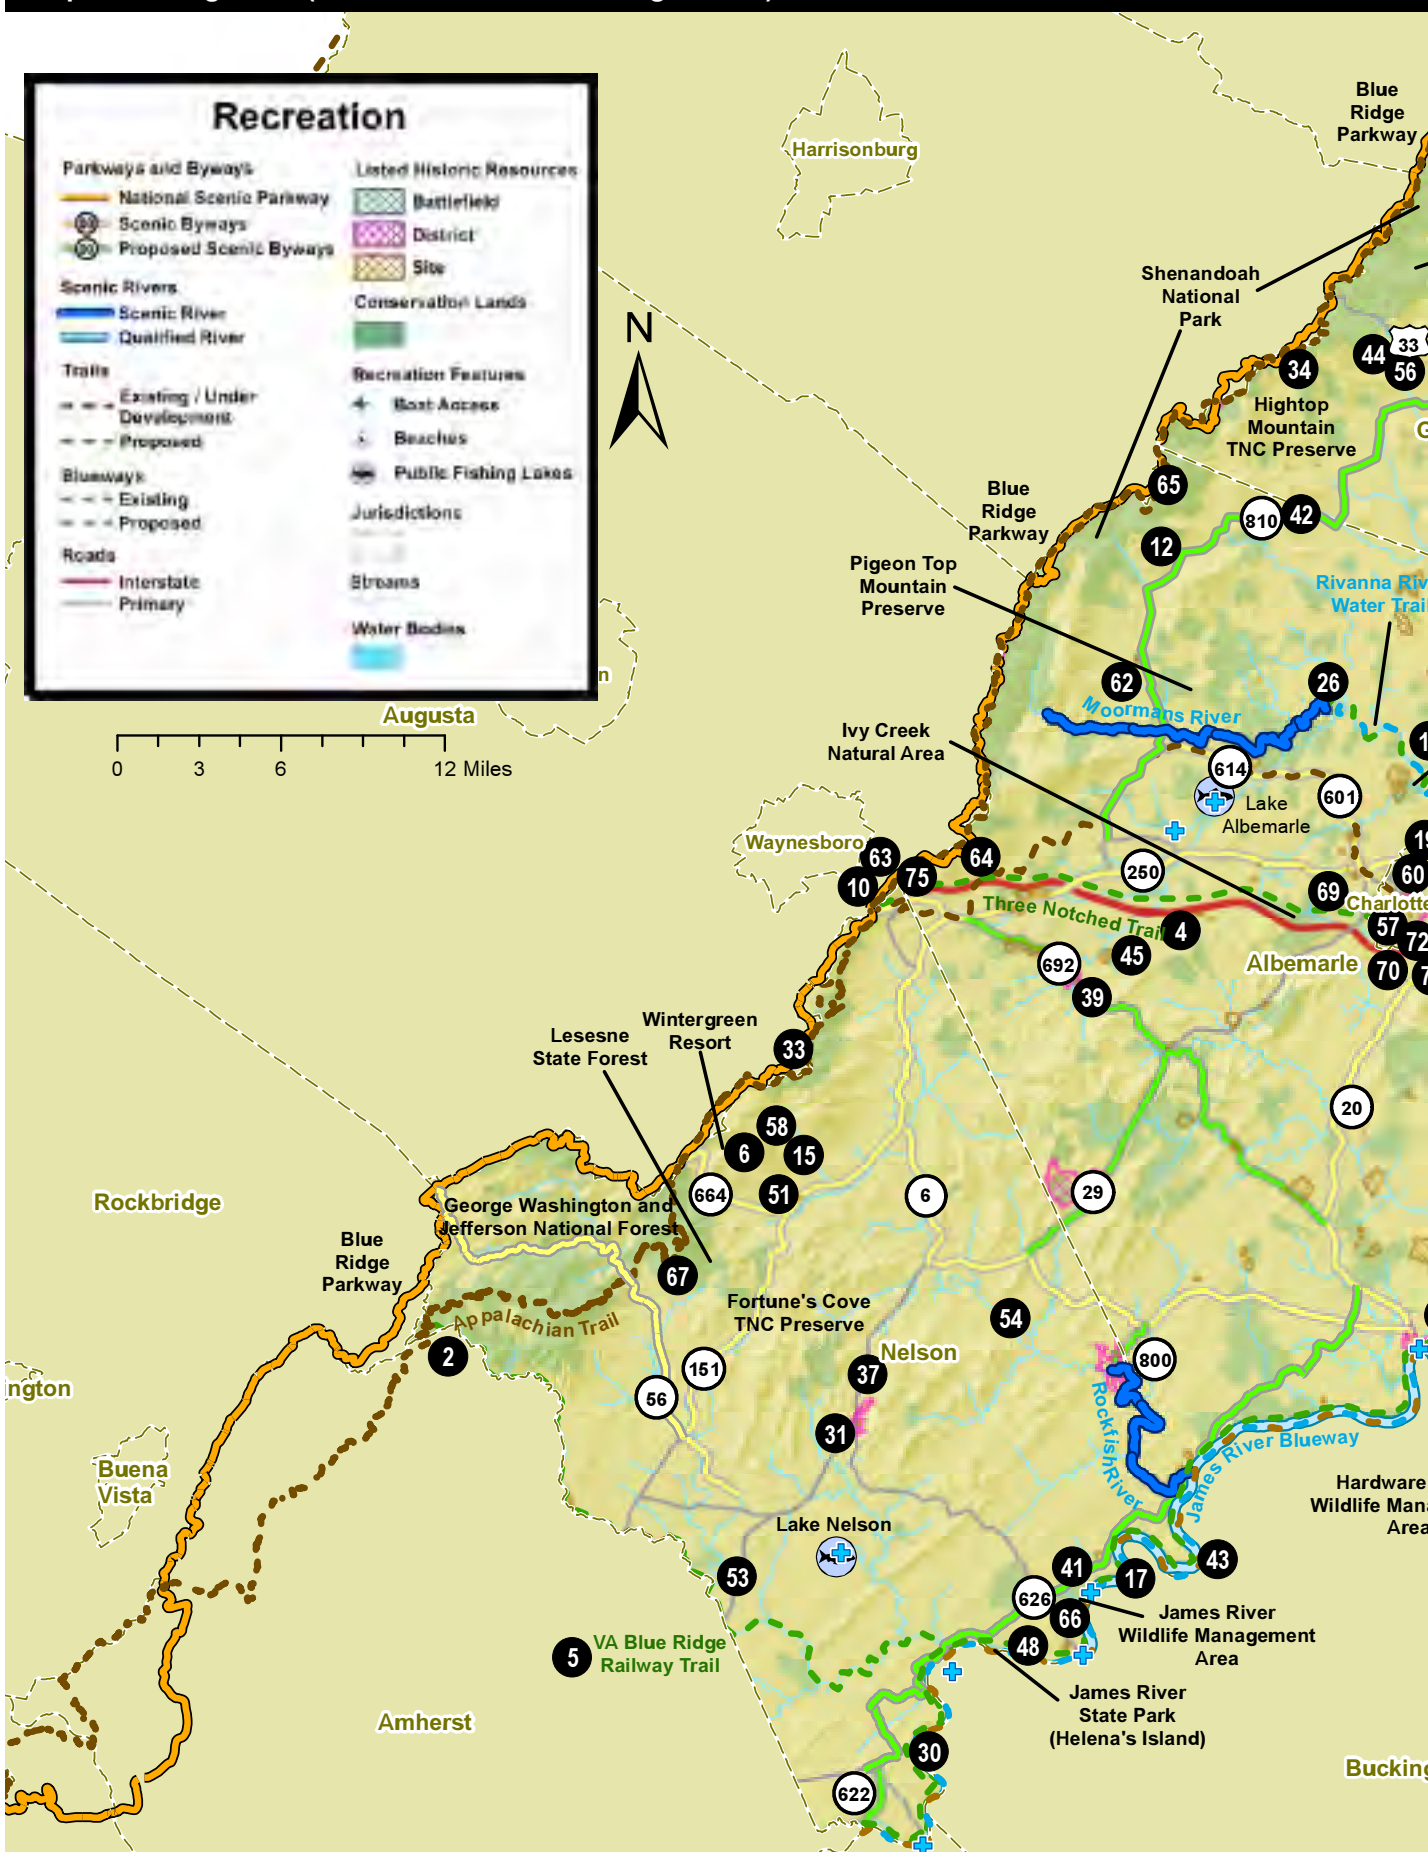 Recreation
Parkways and Byways
National Scenic Parkway
Scenic Byways
Proposed Scenic Byways
Scenic Rivers
Scenic River
Qualified River
Trails
Existing / Under
Development
Proposed
Blueways
Existing
Proposed
Roads
Interstate
Primary
Listed Historic Resources
Battlefield
District
Site
Conservation Lands
Recreation Features
Boat Access
Beaches
Public Fishing Lakes
Jurisdictions
Streams
Water Bodies
N
0 3 6 12 Miles
Harrisonburg
Blue
Ridge
Parkway
Shenandoah
National
Park
33
44
56
34
Hightop
Mountain
TNC Preserve
G
65
Blue
Ridge
Parkway
810
42
12
Pigeon Top
Mountain
Preserve
Rivanna Riv
Water Trail
n
Augusta
62
26
Moormans River
Ivy Creek
Natural Area
1
614
601
Lake
Albemarle
Waynesboro
63
64
10
75
250
19
60
69
Charlotte
Three Notched Trail
4
57
72
45
692
Albemarle
70
7
39
Lesesne
State Forest
Wintergreen
Resort
33
20
58
6
15
51
664
6
29
Rockbridge
George Washington and
Jefferson National Forest
Blue
Ridge
Parkway
67
Fortune's Cove
TNC Preserve
54
Appalachian Trail
2
Nelson
151
37
800
56
31
ngton
Rockfish River
James River Blueway
Buena
Vista
Hardware
Wildlife Mana
Area
Lake Nelson
53
41
17
43
626
66
48
James River
Wildlife Management
Area
5
VA Blue Ridge
Railway Trail
James River
State Park
(Helena's Island)
Amherst
30
622
Bucking